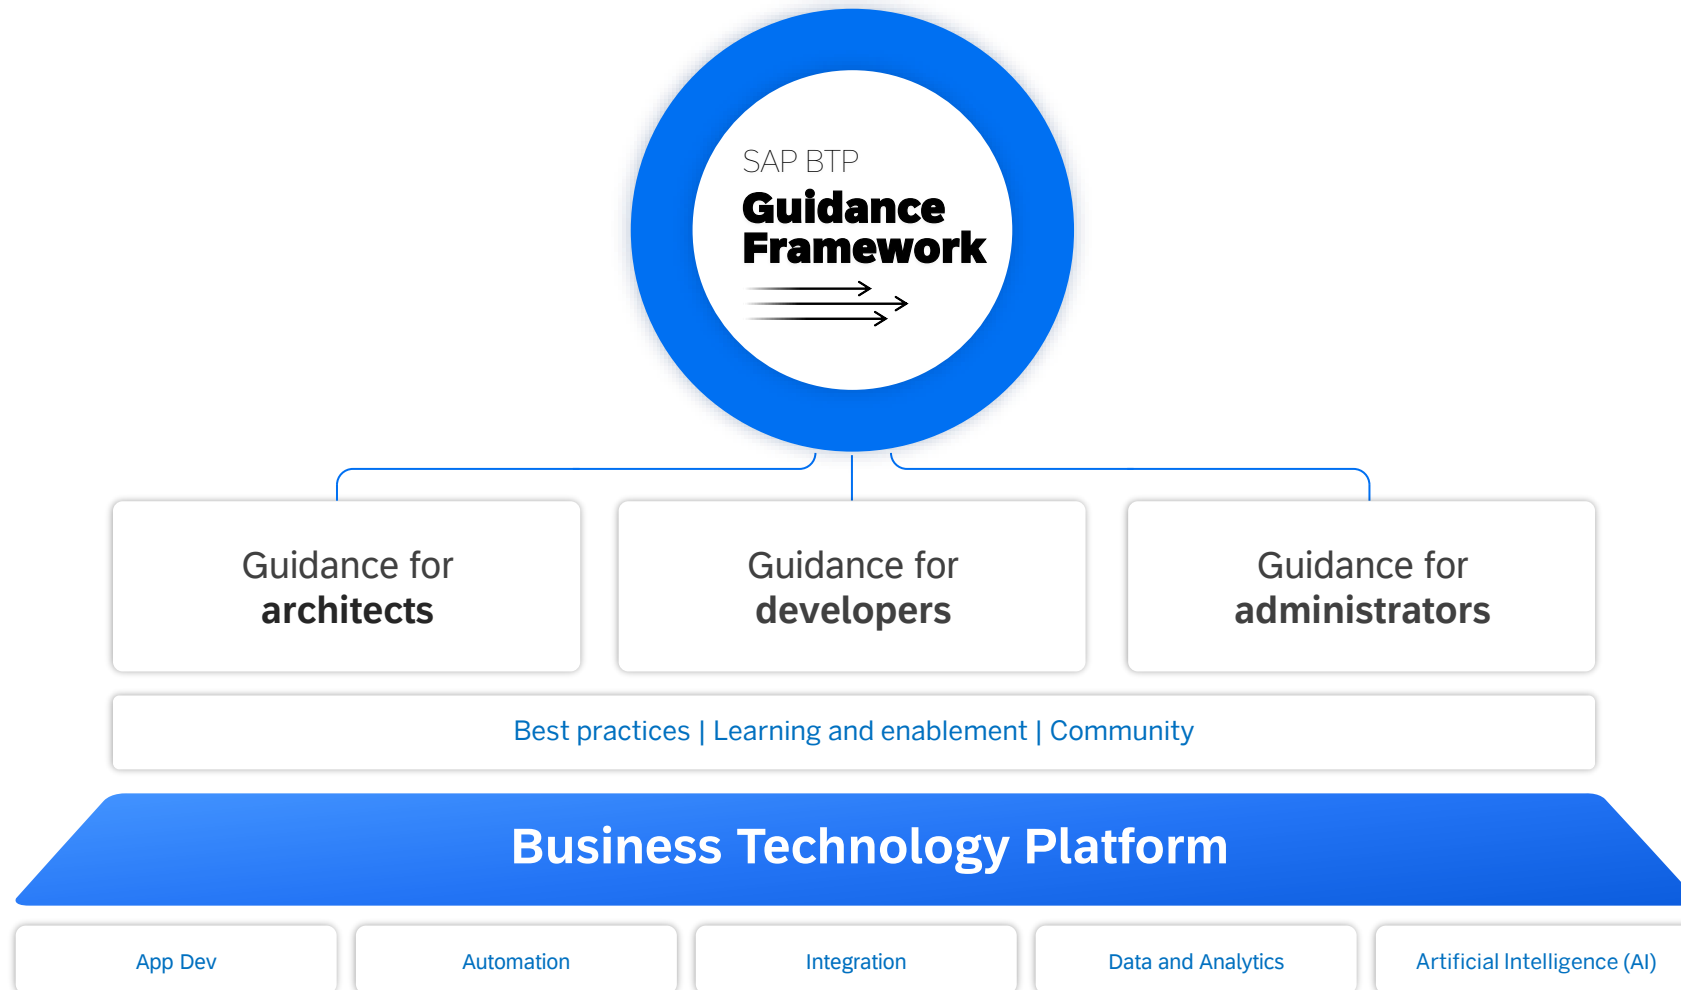 SAP BTP
Guidance
Framework
Guidance for
architects
Guidance for
developers
Guidance for
administrators
Best practices | Learning and enablement | Community
Business Technology Platform
App Dev
Automation
Integration
Data and Analytics
Artificial Intelligence (AI)